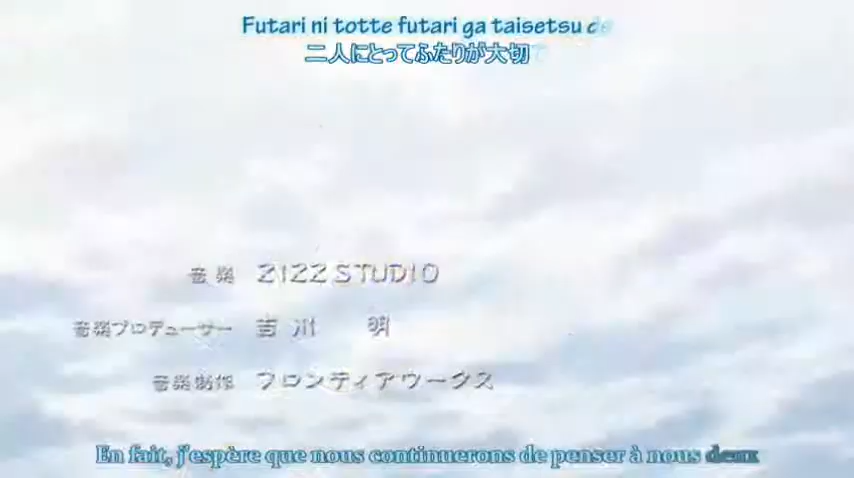 Futari ni totte futari ga taisetsu de
二人にとってふたりが大切で
音楽 ZIZZ STUDIO
音楽プロデューサー 吉川 明
音楽制作 フロンティアワークス
En fait, j'espère que nous continuerons de penser à nous deux